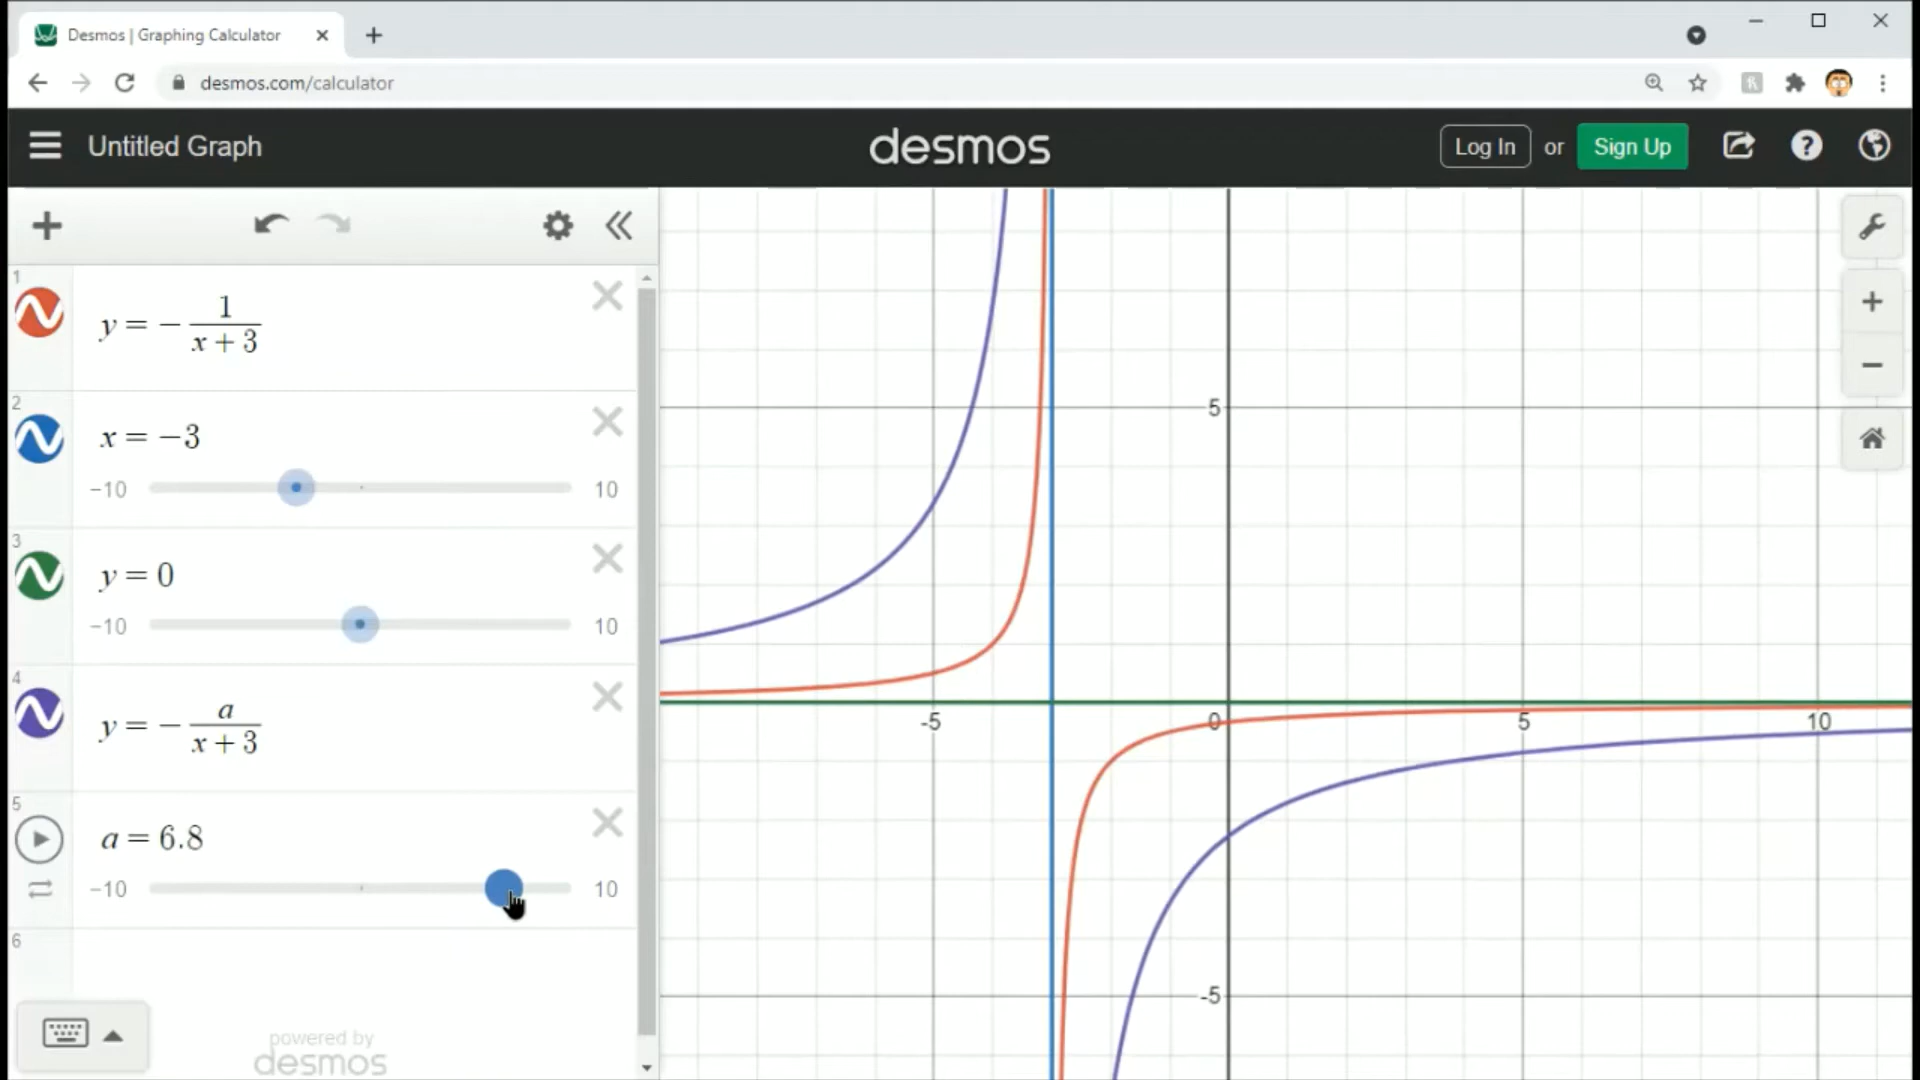 Desmos | Graphing Calculator
desmos.com/calculator
Untitled Graph
desmos
Log In or Sign Up
1
y = − 1/(x + 3)
2
x = −3
−10 10
3
y = 0
−10 10
4
y = − a/(x + 3)
5
a = 6.8
−10 10
6
powered by
desmos
5
-5 0 5 10
-5